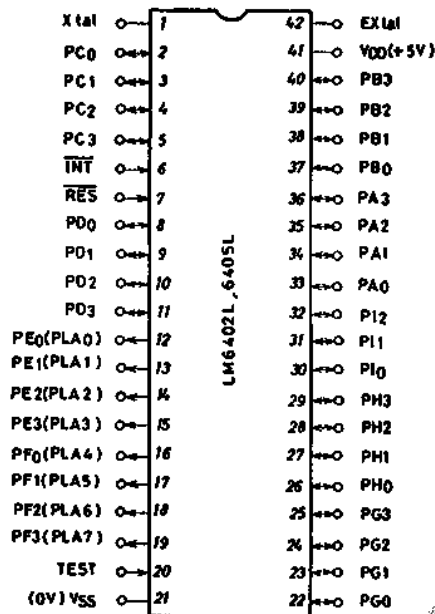 Xtal 1 42 EXtal
PC0 2 41 VDD(+5V)
PC1 3 40 PB3
PC2 4 39 PB2
PC3 5 38 PB1
INT 6 37 PB0
RES 7 36 PA3
PD0 8 35 PA2
PD1 9 34 PA1
PD2 10 33 PA0
PD3 11 32 PI2
PE0(PLA0) 12 31 PI1
PE1(PLA1) 13 30 PI0
PE2(PLA2) 14 29 PH3
PE3(PLA3) 15 28 PH2
PF0(PLA4) 16 27 PH1
PF1(PLA5) 17 26 PH0
PF2(PLA6) 18 25 PG3
PF3(PLA7) 19 24 PG2
TEST 20 23 PG1
(0V) VSS 21 22 PG0
LM6402L, 6405L